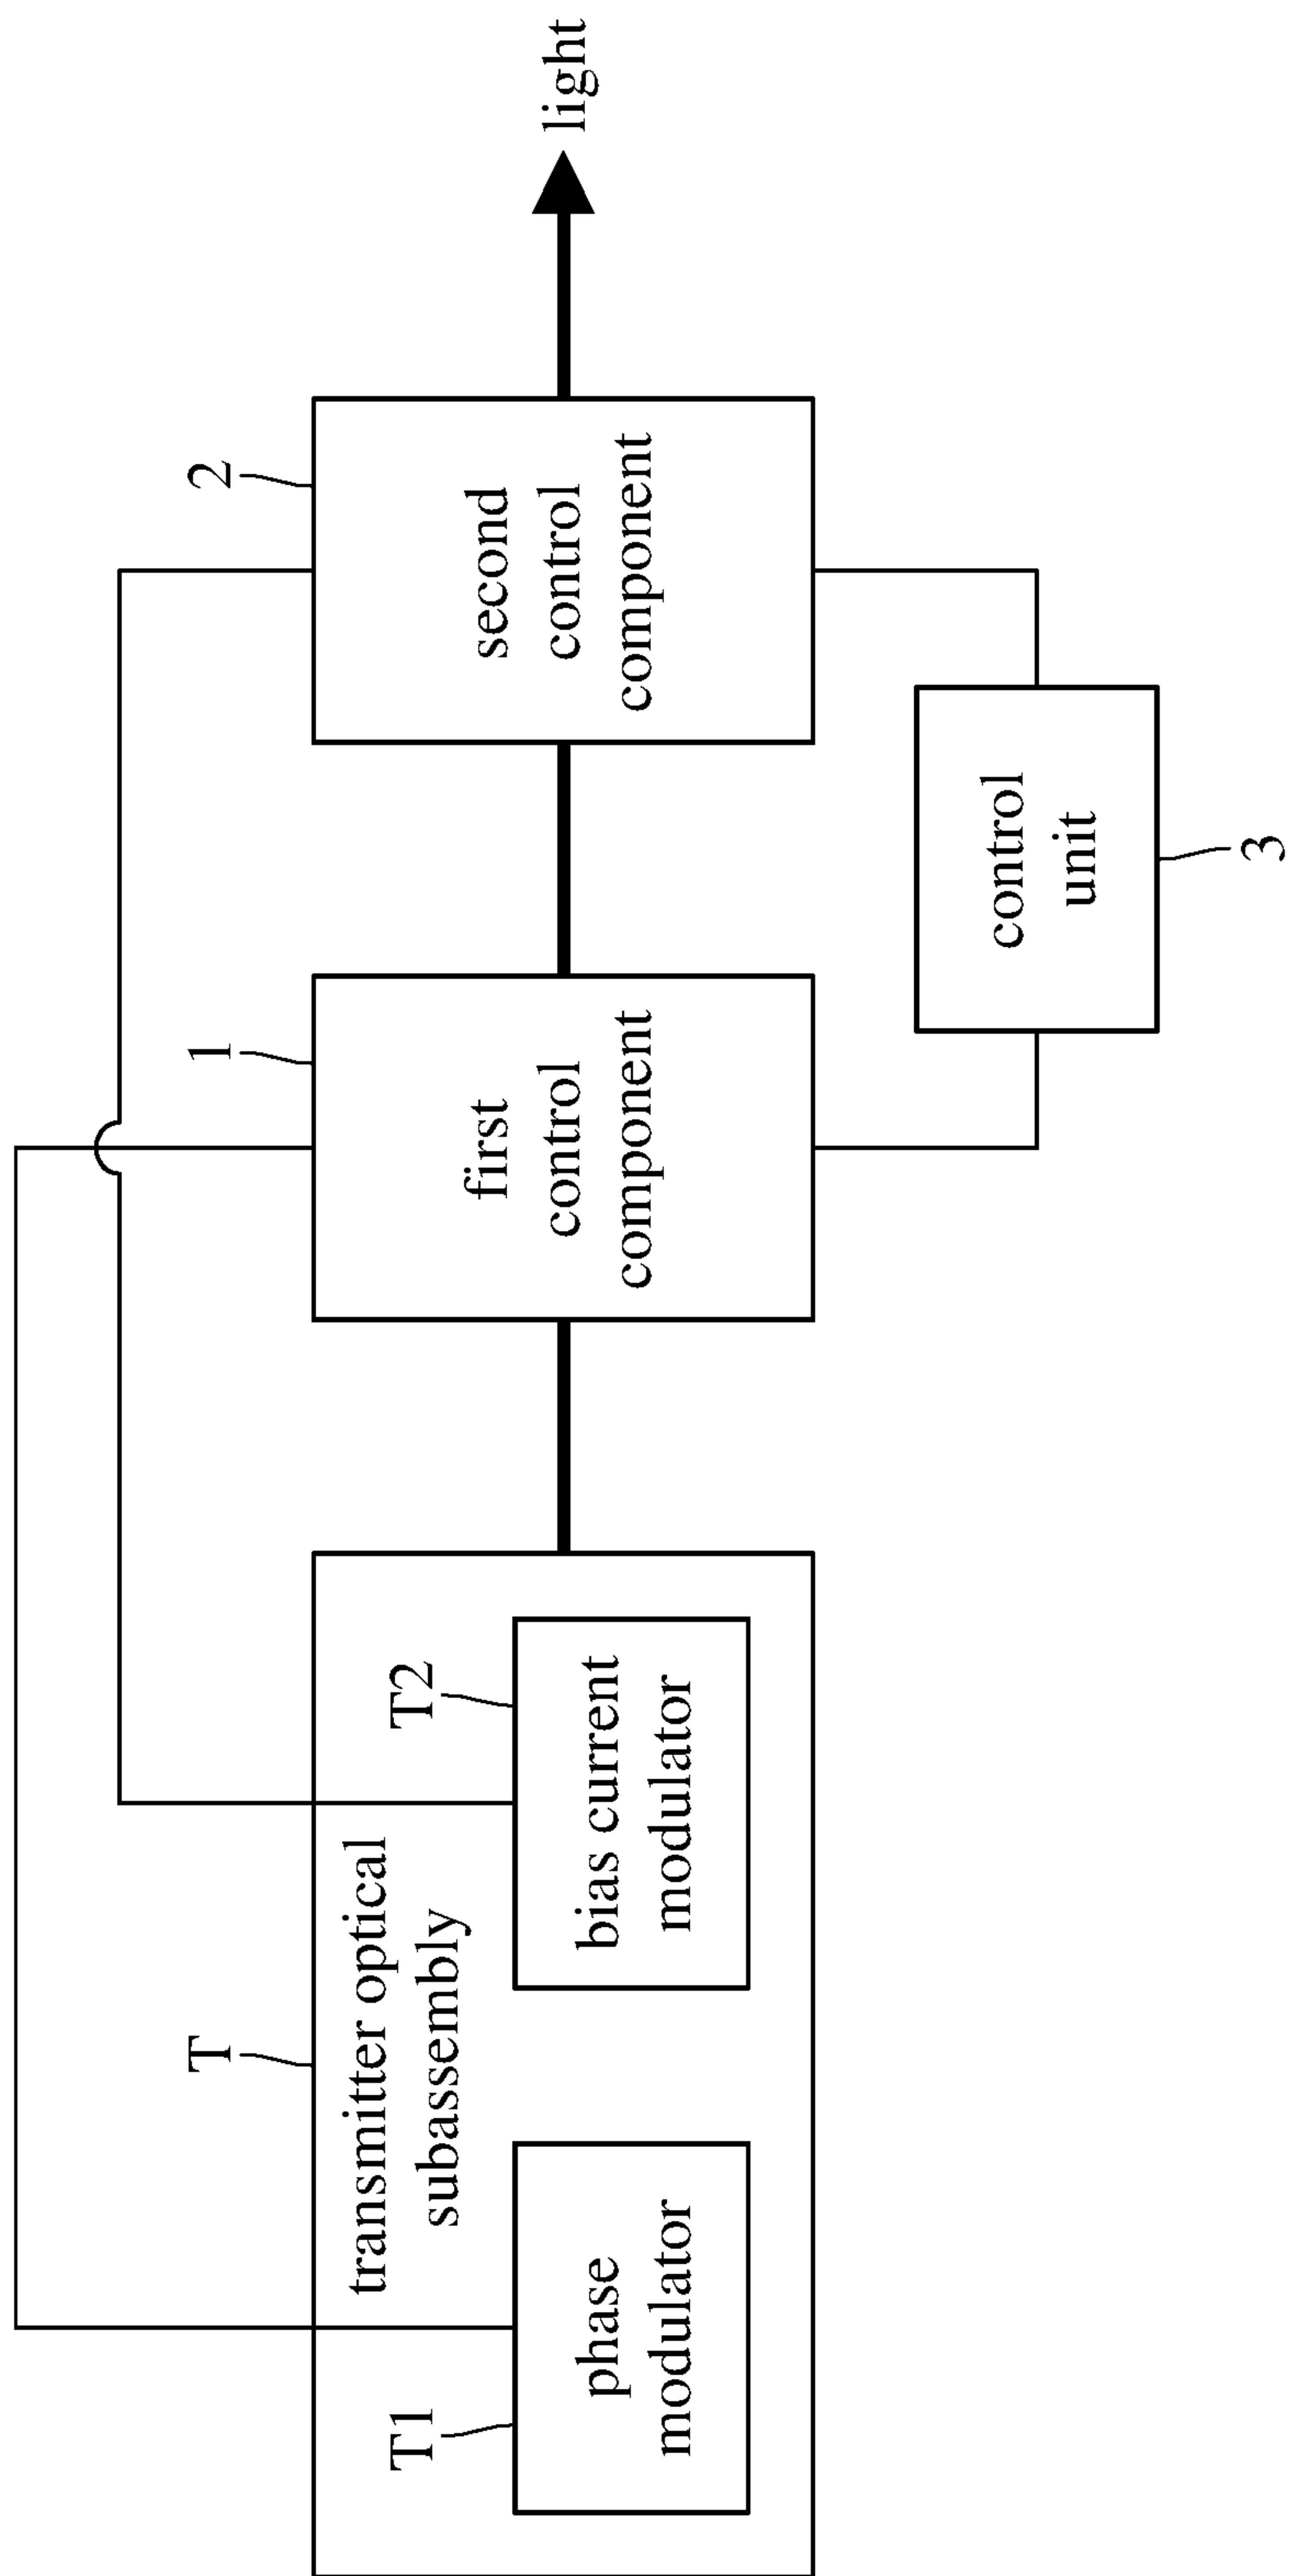 T
transmitter optical
subassembly
T1
phase
modulator
T2
bias current
modulator
1
first
control
component
2
second
control
component
light
control
unit
3